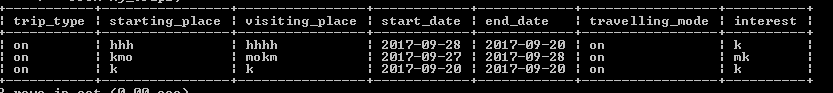 | trip_type | starting_place | visiting_place | start_date | end_date | travelling_mode | interest |
| on | hhh | hhhh | 2017-09-28 | 2017-09-20 | on | k |
| on | kmo | mokm | 2017-09-27 | 2017-09-28 | on | mk |
| on | k | k | 2017-09-20 | 2017-09-20 | on | k |